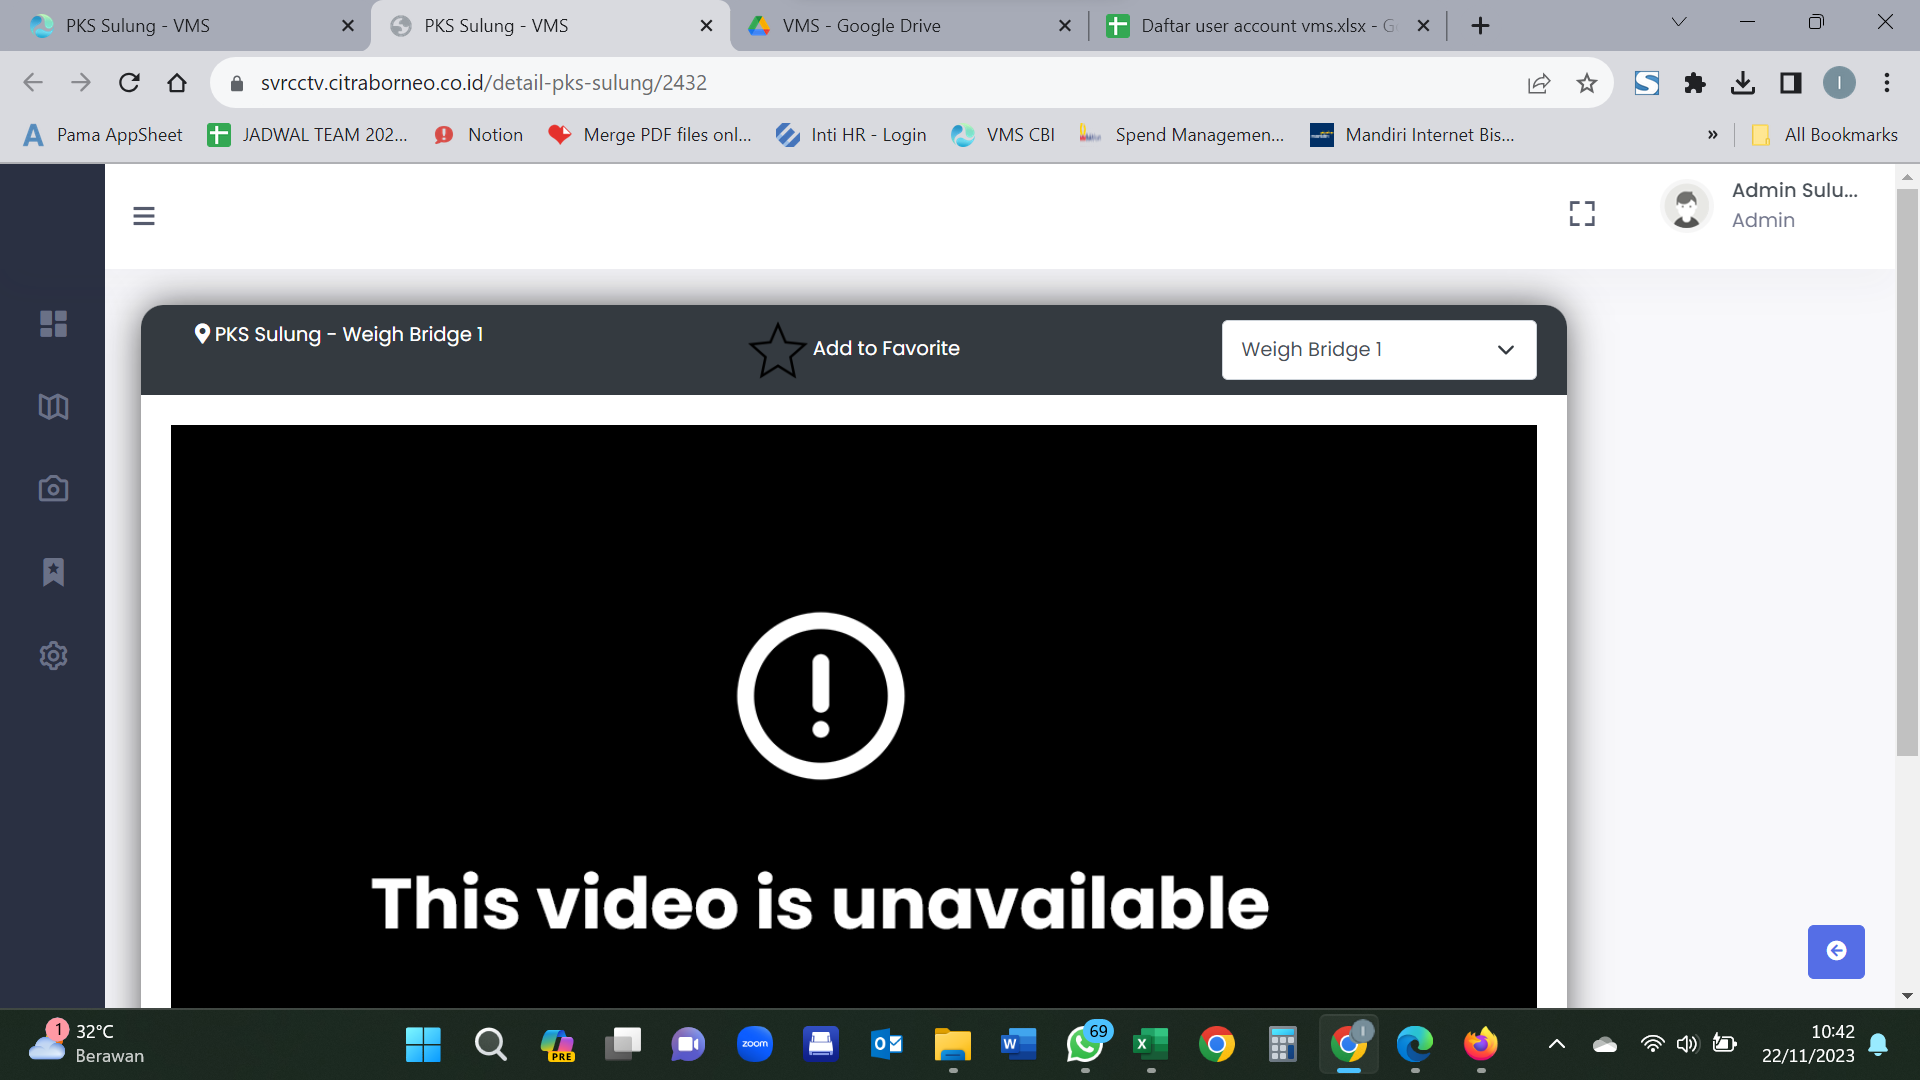 PKS Sulung - VMS
PKS Sulung - VMS
VMS - Google Drive
Daftar user account vms.xlsx - G
svrcctv.citraborneo.co.id/detail-pks-sulung/2432
I
Pama AppSheet
JADWAL TEAM 202...
Notion
Merge PDF files onl...
Inti HR - Login
VMS CBI
Spend Managemen...
Mandiri Internet Bis...
»
All Bookmarks
Admin Sulu...
Admin
PKS Sulung - Weigh Bridge 1
Add to Favorite
Weigh Bridge 1
This video is unavailable
1
32°C
Berawan
PRE
zoom
69
10:42
22/11/2023